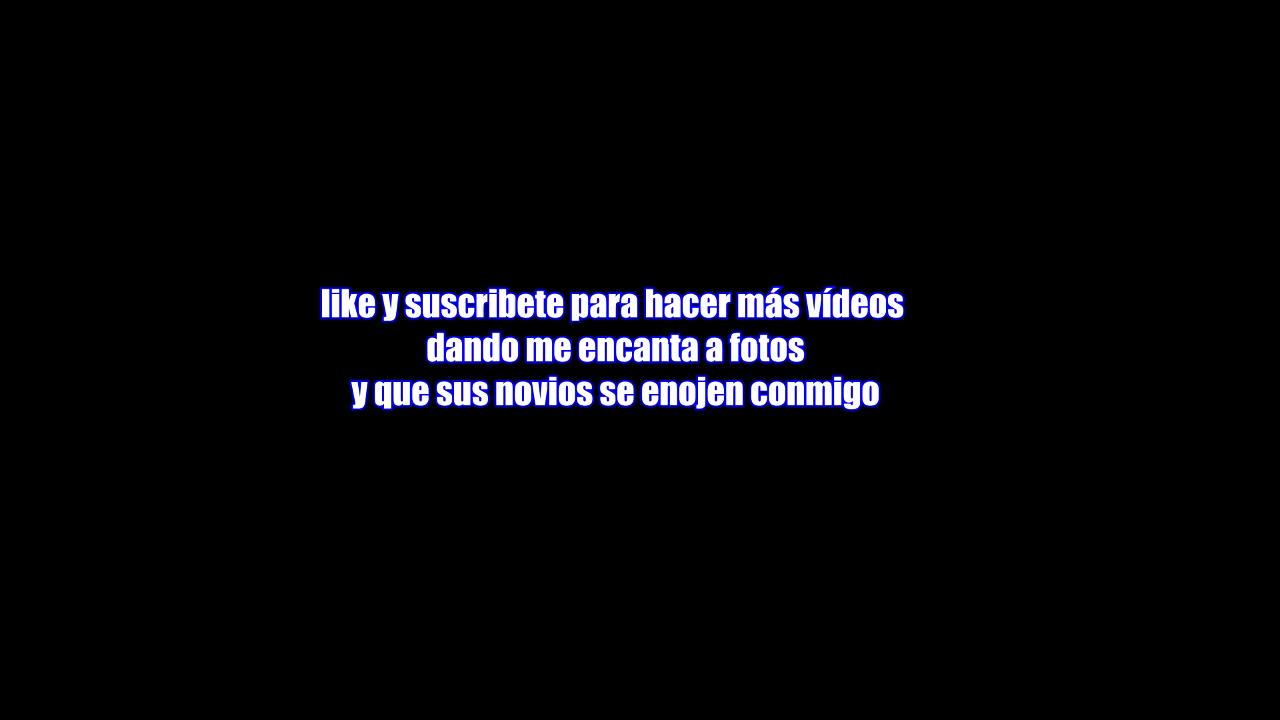 like y suscribete para hacer más vídeos
dando me encanta a fotos
y que sus novios se enojen conmigo